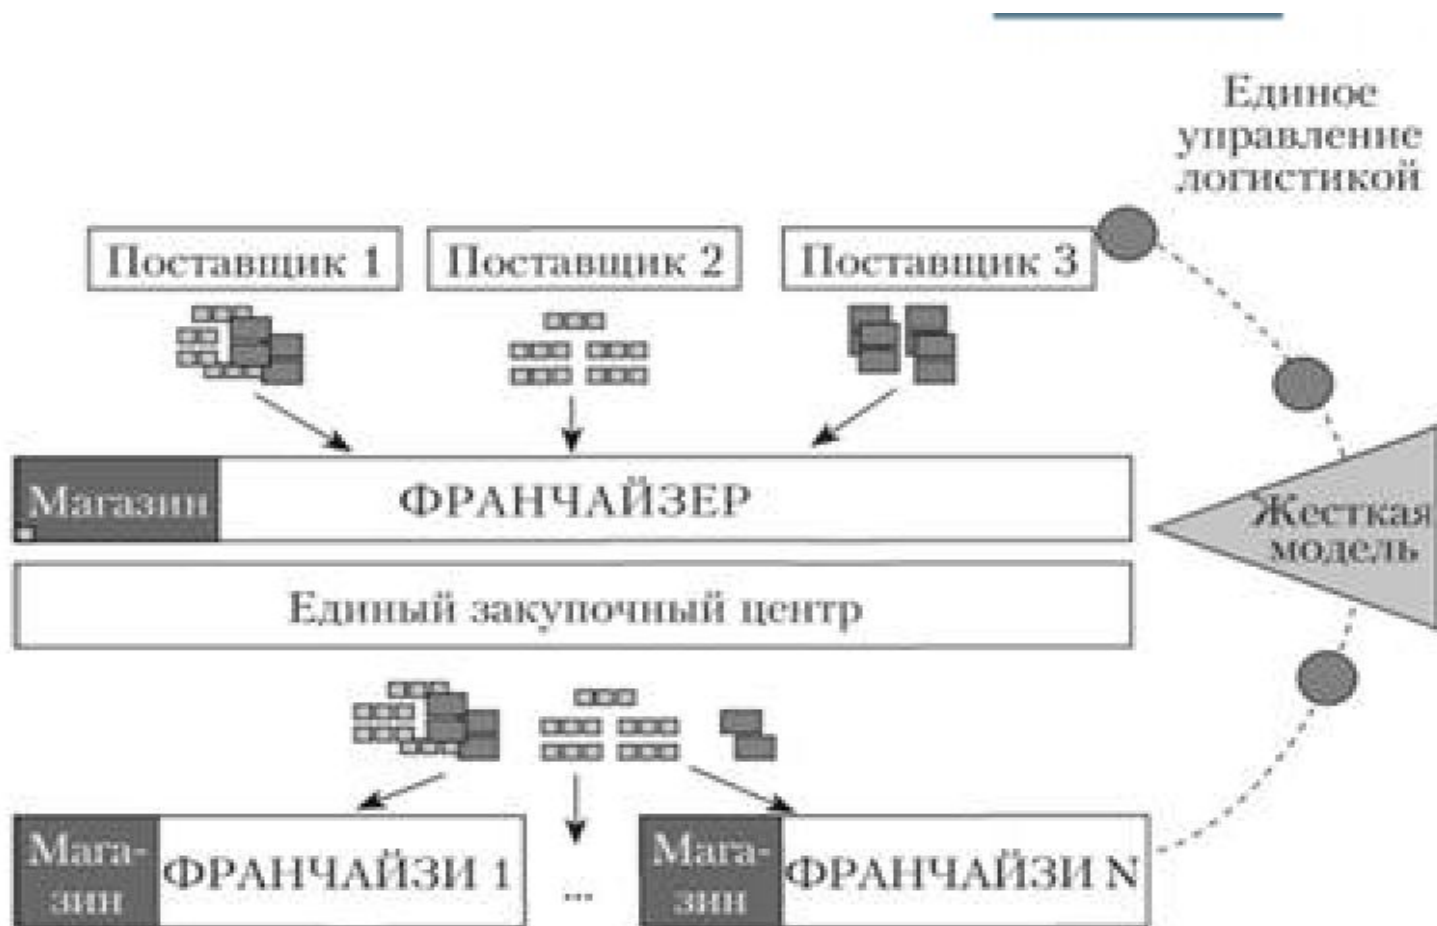 Единое
управление
логистикой
Поставщик 1
Поставщик 2
Поставщик 3
Магазин
ФРАНЧАЙЗЕР
Жесткая
модель
Единый закупочный центр
Мага-
зин
ФРАНЧАЙЗИ 1
...
Мага-
зин
ФРАНЧАЙЗИ N